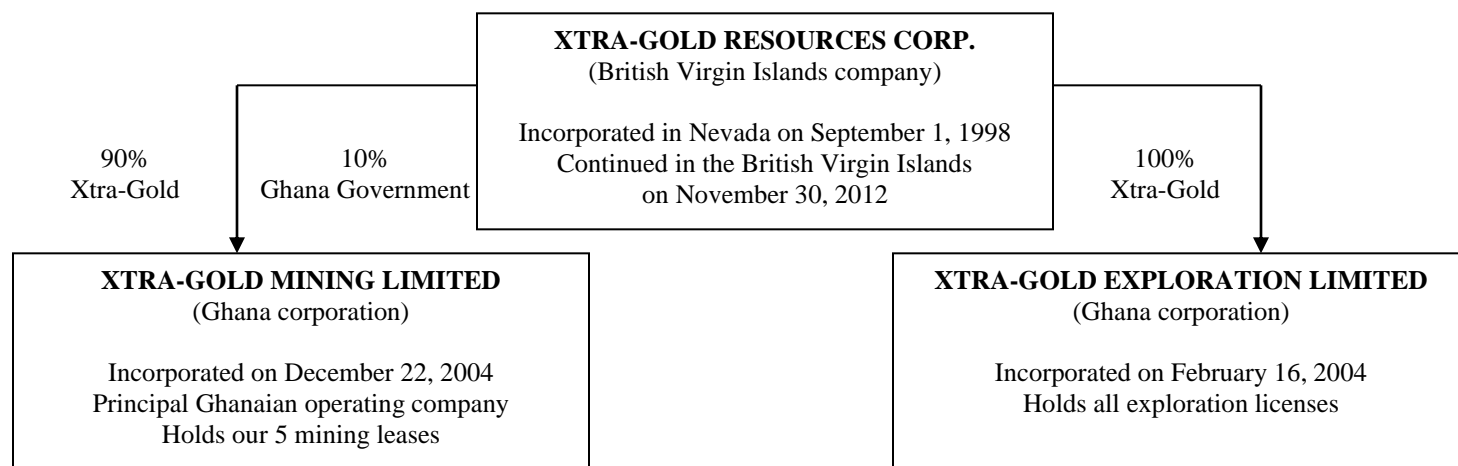 XTRA-GOLD RESOURCES CORP.
(British Virgin Islands company)
Incorporated in Nevada on September 1, 1998
Continued in the British Virgin Islands
on November 30, 2012
90%
Xtra-Gold
10%
Ghana Government
100%
Xtra-Gold
XTRA-GOLD MINING LIMITED
(Ghana corporation)
Incorporated on December 22, 2004
Principal Ghanaian operating company
Holds our 5 mining leases
XTRA-GOLD EXPLORATION LIMITED
(Ghana corporation)
Incorporated on February 16, 2004
Holds all exploration licenses